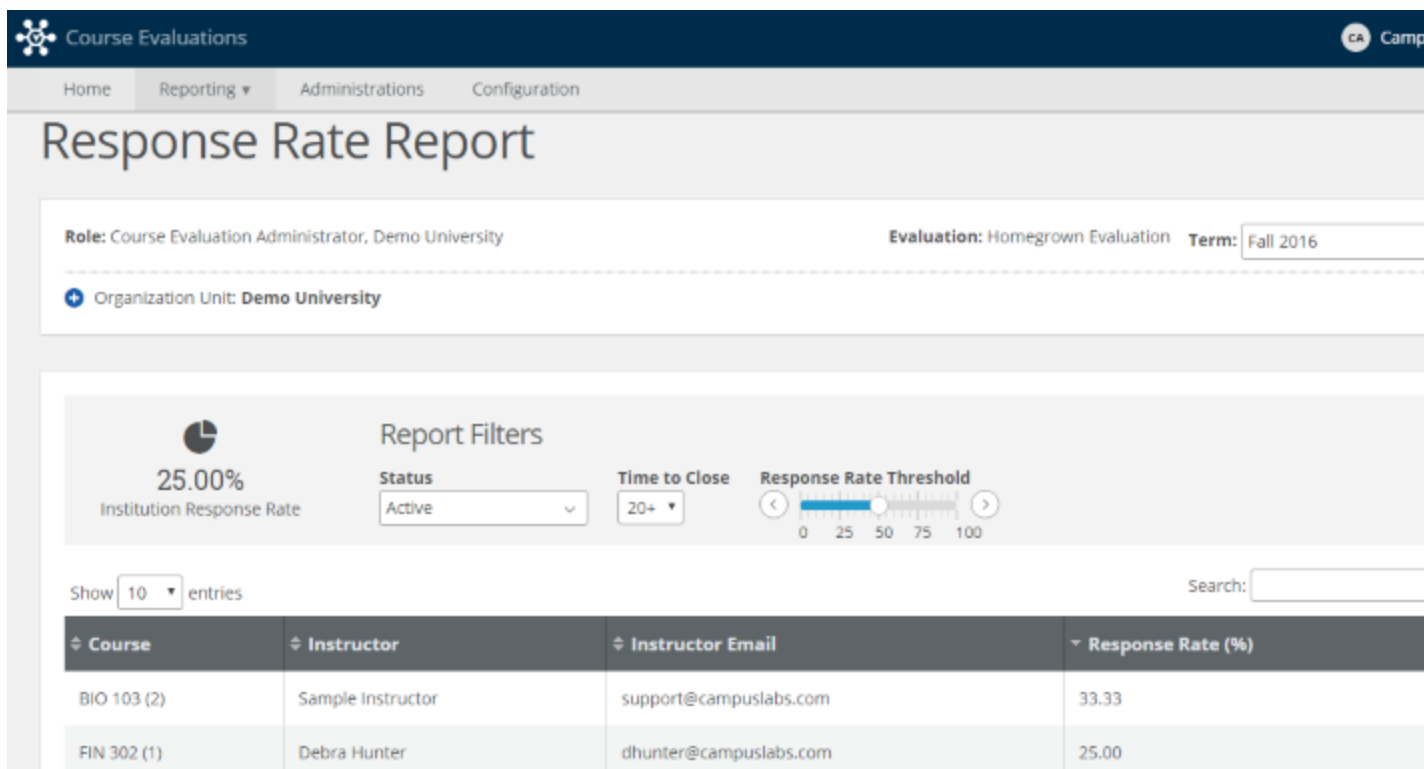 Course Evaluations
CA Camp
Home Reporting Administrations Configuration
Response Rate Report
Role: Course Evaluation Administrator, Demo University Evaluation: Homegrown Evaluation Term: Fall 2016
Organization Unit: Demo University
Report Filters
25.00%
Institution Response Rate
Status Time to Close Response Rate Threshold
Active 20+
0 25 50 75 100
Show 10 entries Search:
Course Instructor Instructor Email Response Rate (%)
BIO 103 (2) Sample Instructor support@campuslabs.com 33.33
FIN 302 (1) Debra Hunter dhunter@campuslabs.com 25.00